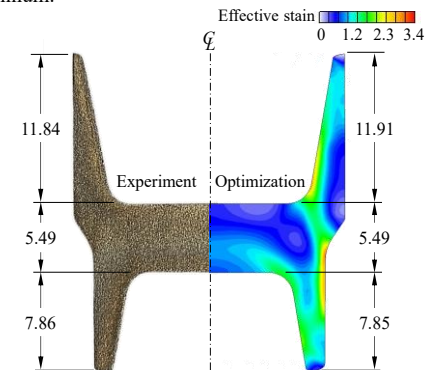 Effective stain
0 1.2 2.3 3.4
℄
11.84
11.91
Experiment
Optimization
5.49
5.49
7.86
7.85